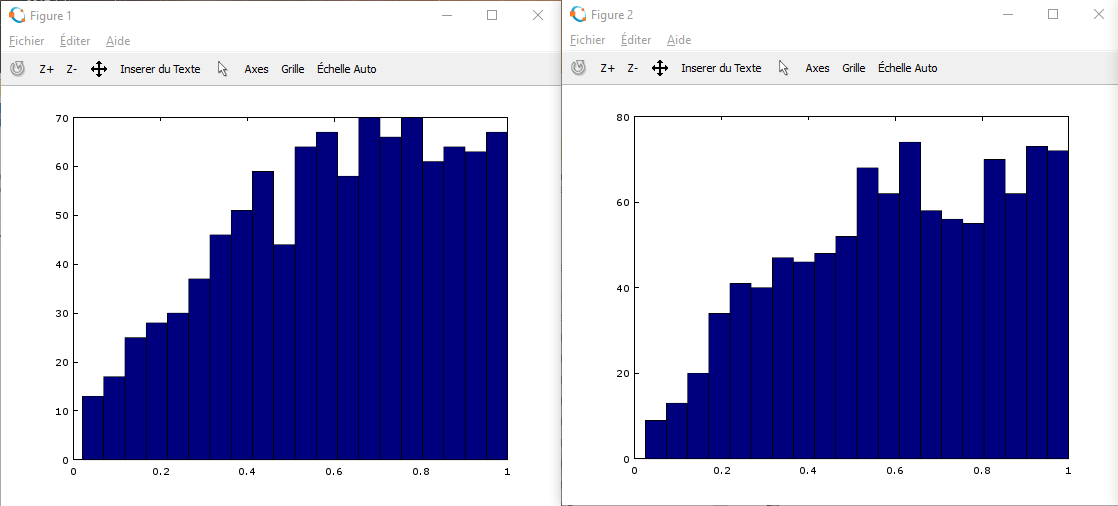 Figure 1
Fichier Éditer Aide
Z+ Z- Insérer du Texte Axes Grille Échelle Auto
70
60
50
40
30
20
10
0
0 0.2 0.4 0.6 0.8 1
Figure 2
Fichier Éditer Aide
Z+ Z- Insérer du Texte Axes Grille Échelle Auto
80
60
40
20
0
0 0.2 0.4 0.6 0.8 1